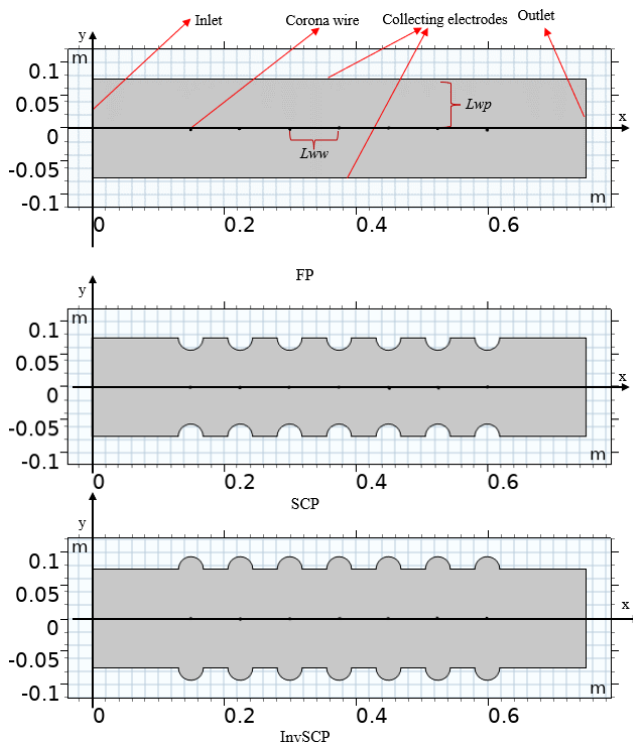 Inlet Corona wire Collecting electrodes Outlet
y
m
0.1
0.05
0
-0.05
-0.1
Lwp
Lww
x
m
0 0.2 0.4 0.6
FP
y
m
0.1
0.05
0
-0.05
-0.1
x
m
0 0.2 0.4 0.6
SCP
y
m
0.1
0.05
0
-0.05
-0.1
x
m
0 0.2 0.4 0.6
InvSCP